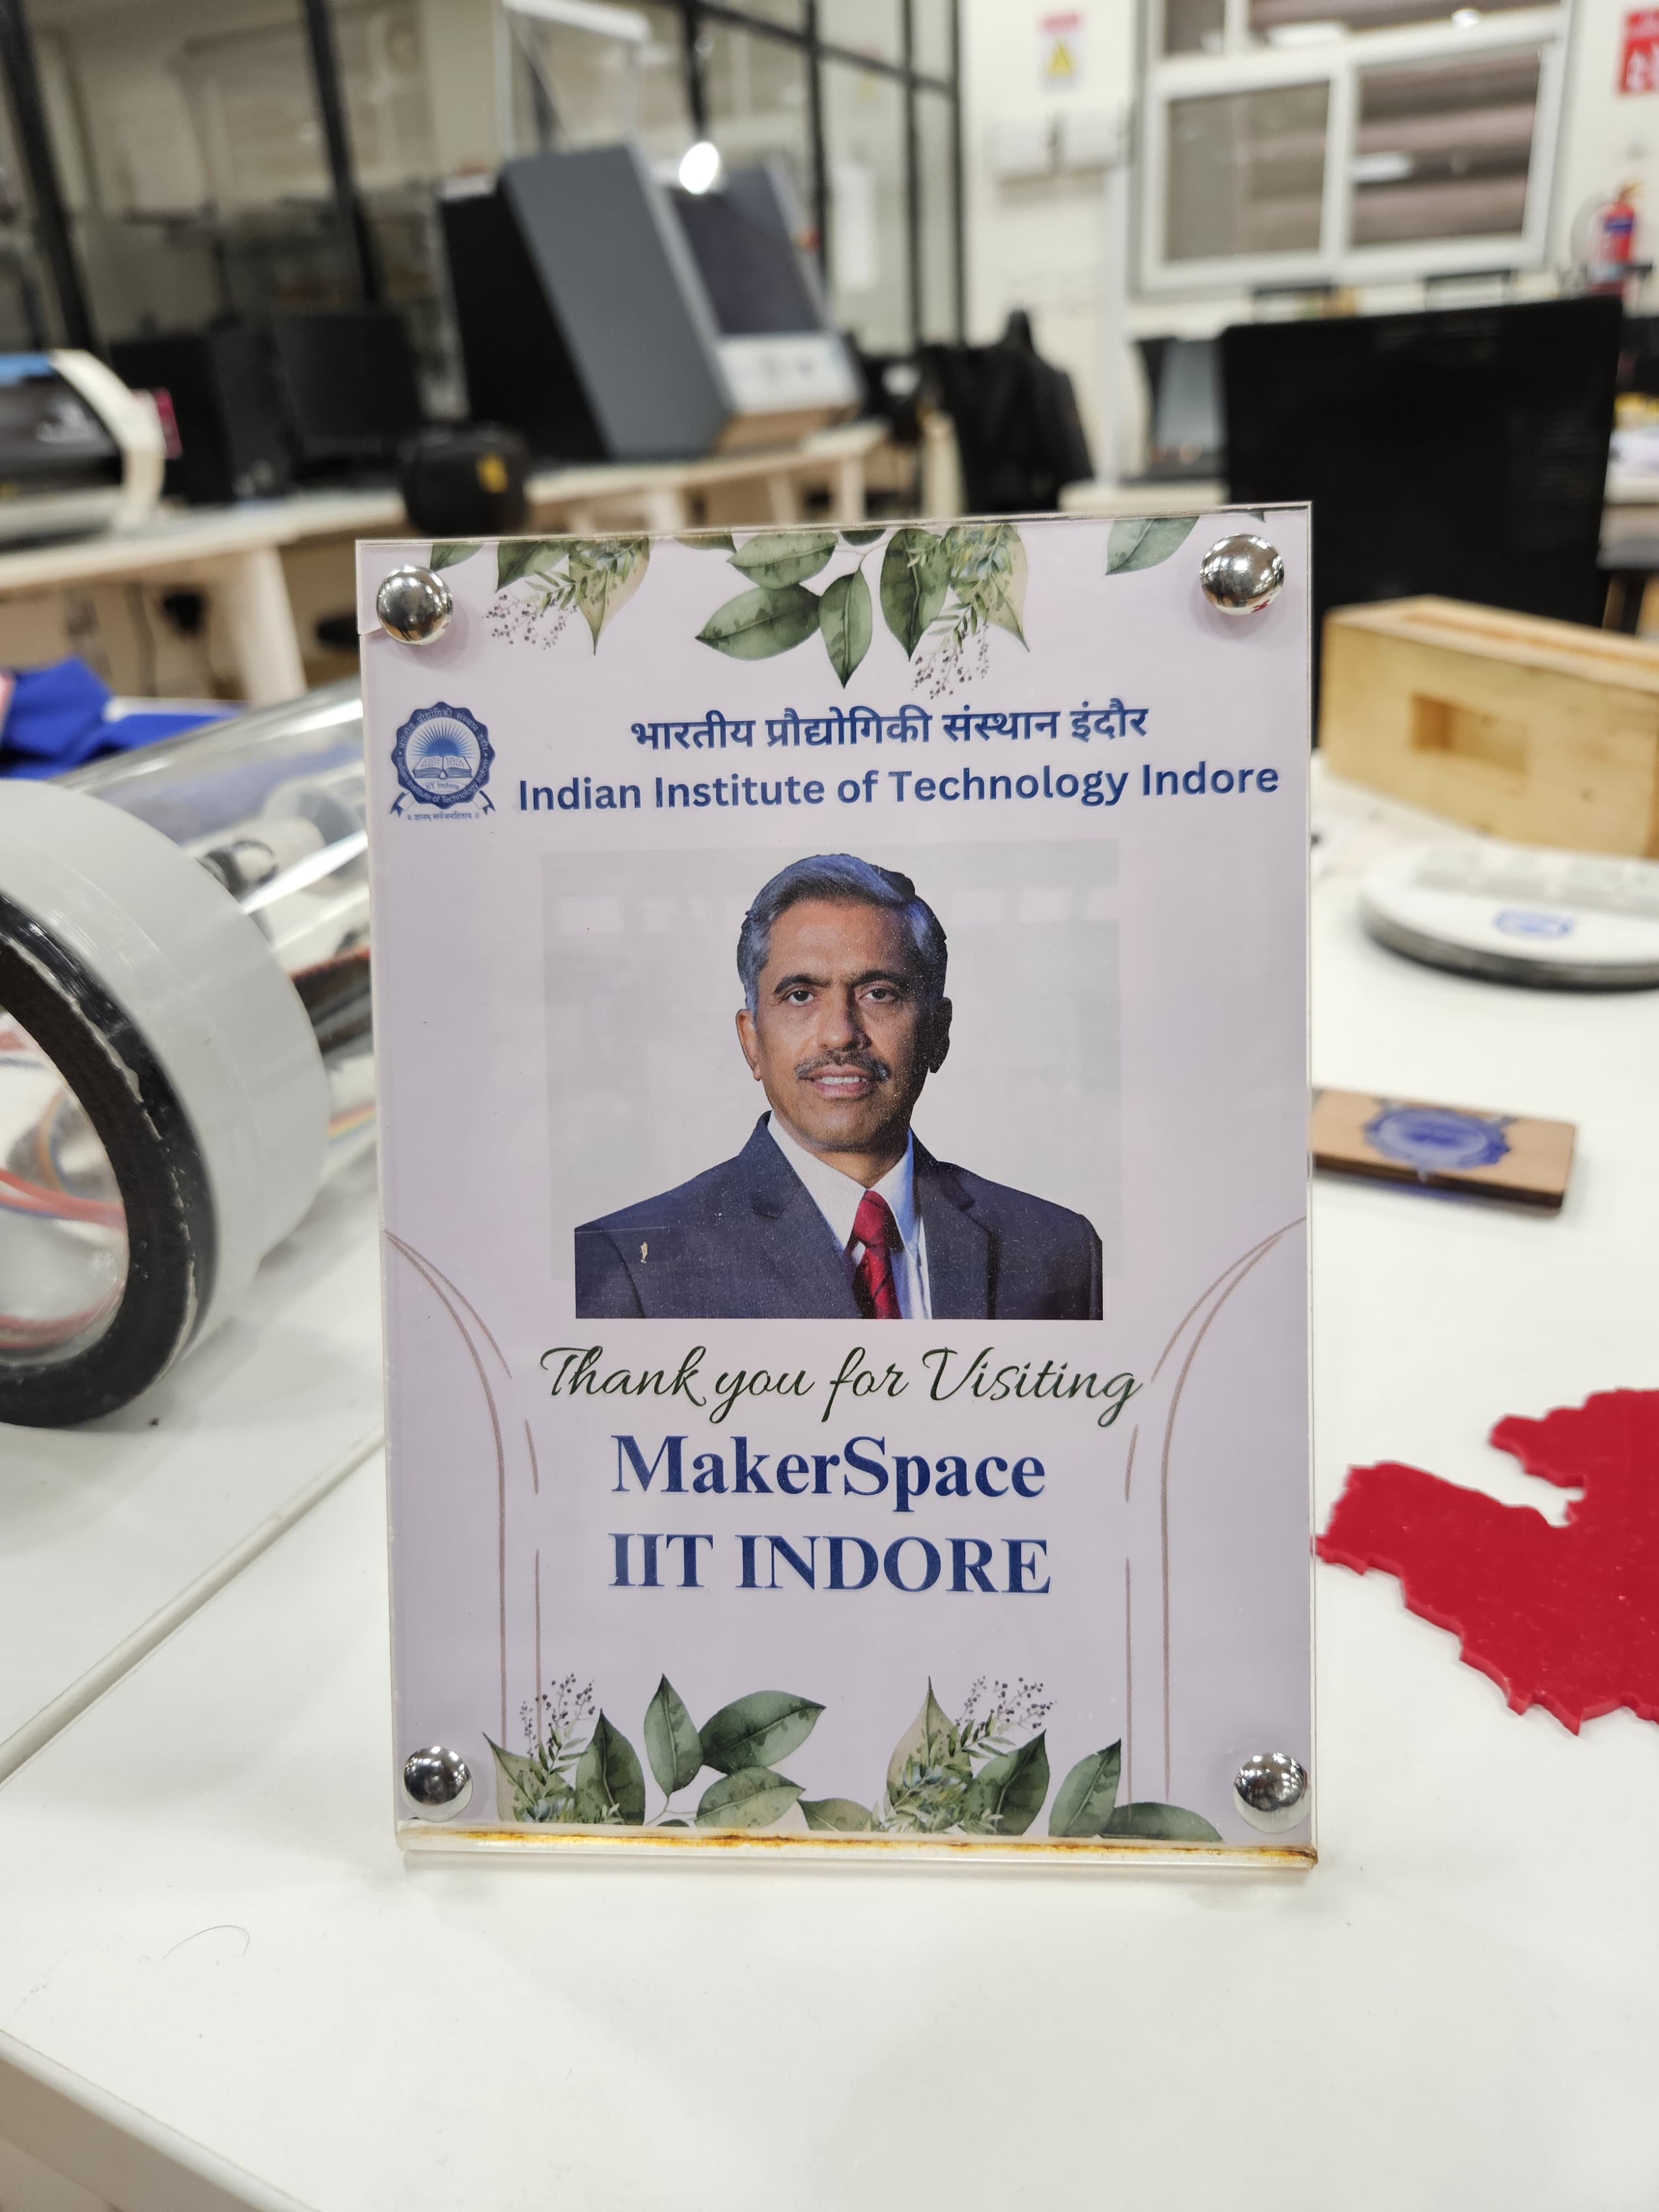 भारतीय प्रौद्योगिकी संस्थान इंदौर
Indian Institute of Technology Indore
Thank you for Visiting
MakerSpace
IIT INDORE